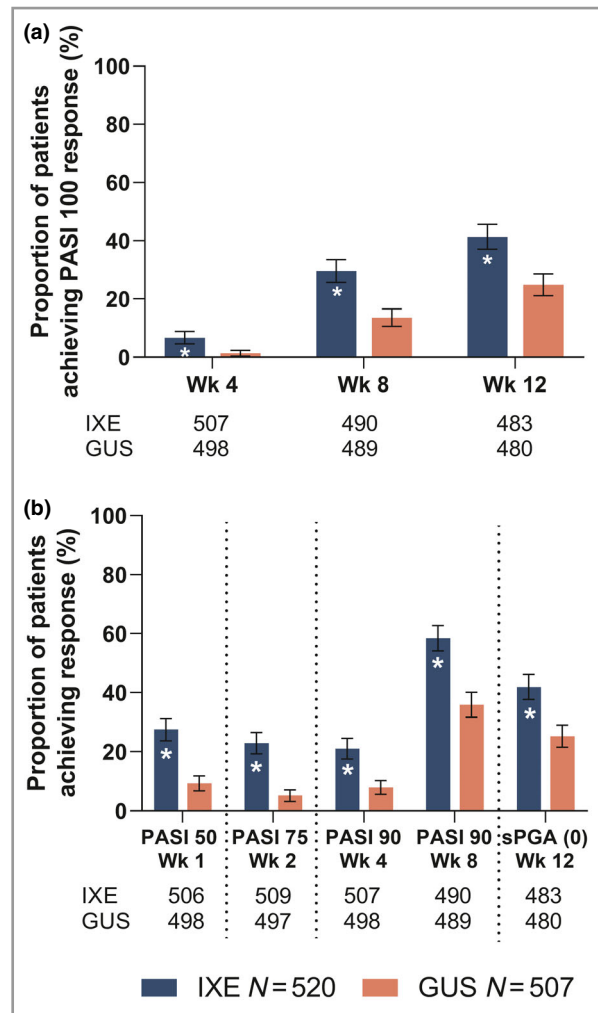 (a)
Proportion of patients
achieving PASI 100 response (%)
100
80
60
40
20
0
*
*
*
Wk 4 Wk 8 Wk 12
IXE 507 490 483
GUS 498 489 480
(b)
Proportion of patients
achieving response (%)
100
80
60
40
20
0
*
*
*
*
*
PASI 50 PASI 75 PASI 90 PASI 90 sPGA (0)
Wk 1 Wk 2 Wk 4 Wk 8 Wk 12
IXE 506 509 507 490 483
GUS 498 497 498 489 480
IXE N=520 GUS N=507